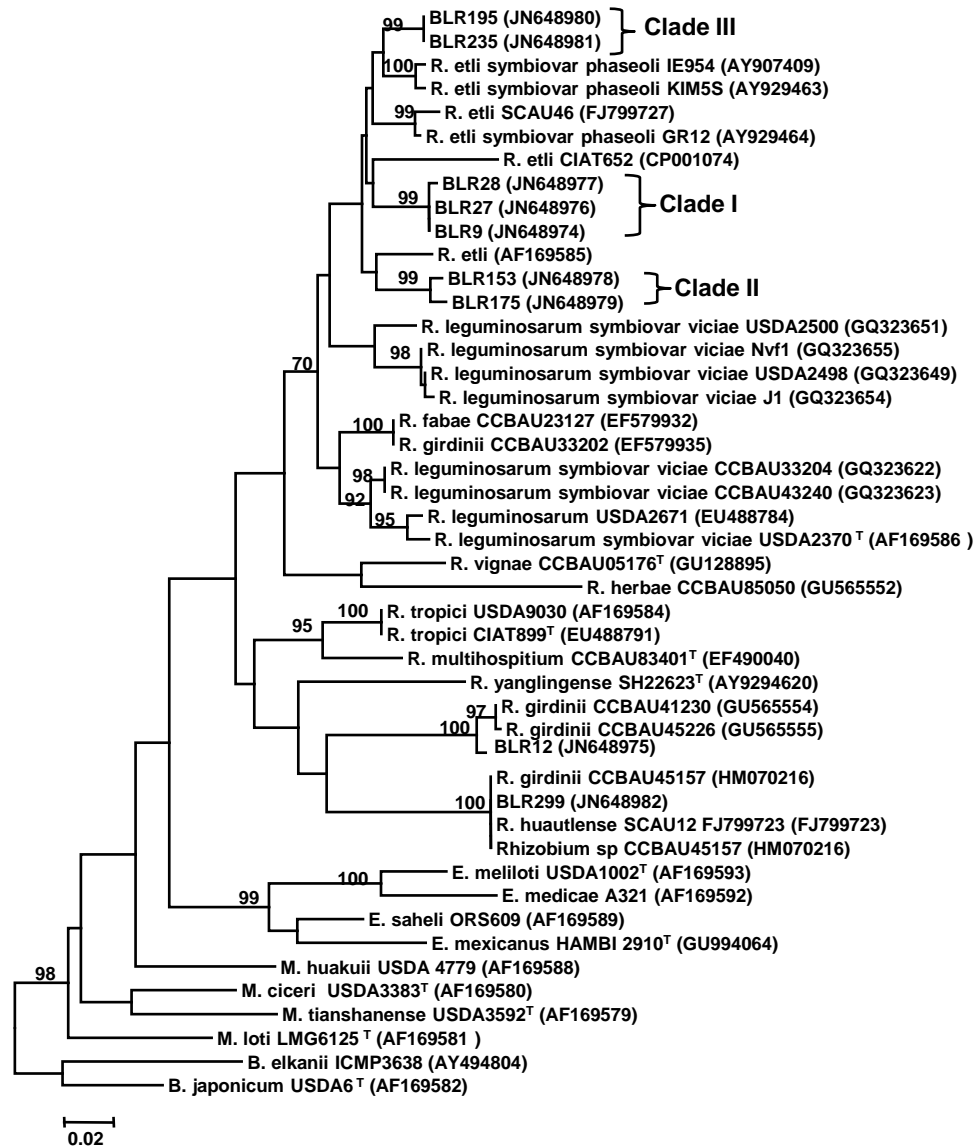 99 BLR195 (JN648980)
Clade III
BLR235 (JN648981)
100 R. etli symbiovar phaseoli IE954 (AY907409)
R. etli symbiovar phaseoli KIM5S (AY929463)
99 R. etli SCAU46 (FJ799727)
R. etli symbiovar phaseoli GR12 (AY929464)
R. etli CIAT652 (CP001074)
BLR28 (JN648977)
99 BLR27 (JN648976) Clade I
BLR9 (JN648974)
R. etli (AF169585)
99 BLR153 (JN648978)
Clade II
BLR175 (JN648979)
R. leguminosarum symbiovar viciae USDA2500 (GQ323651)
98 R. leguminosarum symbiovar viciae Nvf1 (GQ323655)
70 R. leguminosarum symbiovar viciae USDA2498 (GQ323649)
R. leguminosarum symbiovar viciae J1 (GQ323654)
100 R. fabae CCBAU23127 (EF579932)
R. girdinii CCBAU33202 (EF579935)
98 R. leguminosarum symbiovar viciae CCBAU33204 (GQ323622)
92 R. leguminosarum symbiovar viciae CCBAU43240 (GQ323623)
95 R. leguminosarum USDA2671 (EU488784)
R. leguminosarum symbiovar viciae USDA2370 T (AF169586 )
R. vignae CCBAU05176T (GU128895)
R. herbae CCBAU85050 (GU565552)
100 R. tropici USDA9030 (AF169584)
95 R. tropici CIAT899T (EU488791)
R. multihospitium CCBAU83401T (EF490040)
R. yanglingense SH22623T (AY9294620)
97 R. girdinii CCBAU41230 (GU565554)
100 R. girdinii CCBAU45226 (GU565555)
BLR12 (JN648975)
R. girdinii CCBAU45157 (HM070216)
100 BLR299 (JN648982)
R. huautlense SCAU12 FJ799723 (FJ799723)
Rhizobium sp CCBAU45157 (HM070216)
100 E. meliloti USDA1002T (AF169593)
99 E. medicae A321 (AF169592)
E. saheli ORS609 (AF169589)
E. mexicanus HAMBI 2910T (GU994064)
98 M. huakuii USDA 4779 (AF169588)
M. ciceri USDA3383T (AF169580)
M. tianshanense USDA3592T (AF169579)
M. loti LMG6125 T (AF169581 )
B. elkanii ICMP3638 (AY494804)
B. japonicum USDA6 T (AF169582)
0.02